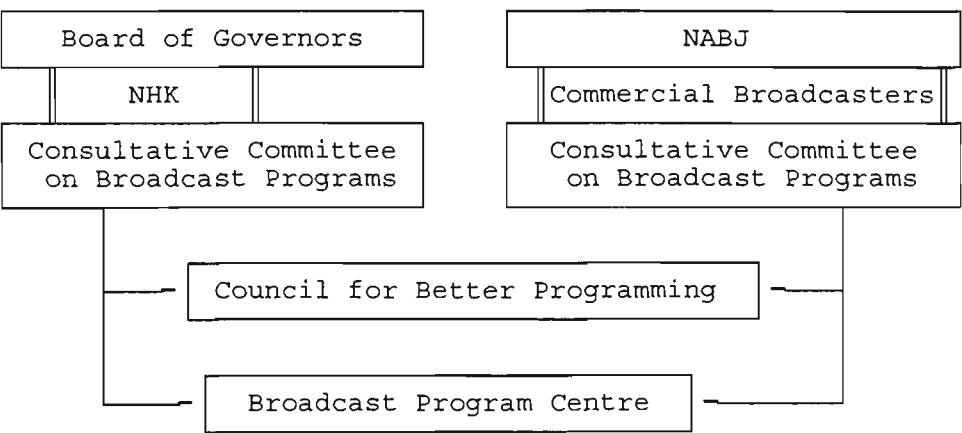 Board of Governors
NABJ
NHK
Commercial Broadcasters
Consultative Committee
on Broadcast Programs
Consultative Committee
on Broadcast Programs
Council for Better Programming
Broadcast Program Centre